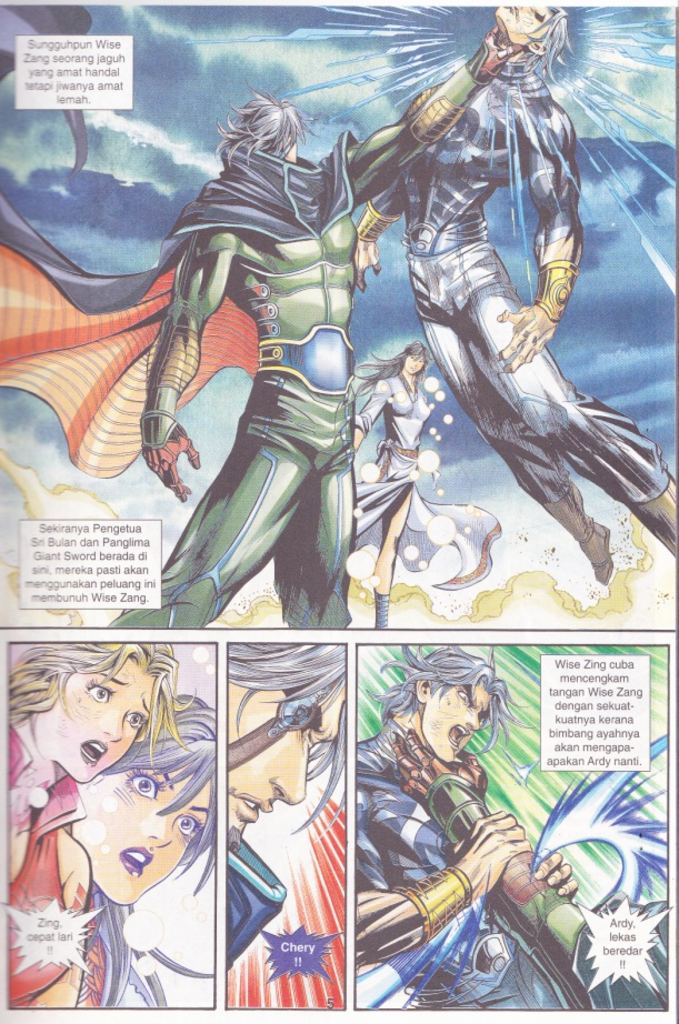 Sungguhpun Wise
Zang seorang jaguh
yang amat handal
tetapi jiwanya amat
lemah.
Sekiranya Pengetua
Sri Bulan dan Panglima
Giant Sword berada di
sini, mereka pasti akan
menggunakan peluang ini
membunuh Wise Zang.
Zing,
cepat lari
!!
Chery
!!
Wise Zing cuba
mencengkam
tangan Wise Zang
dengan sekuat-
kuatnya kerana
bimbang ayahnya
akan mengapa-
apakan Ardy nanti.
Ardy,
lekas
beredar
!!
5